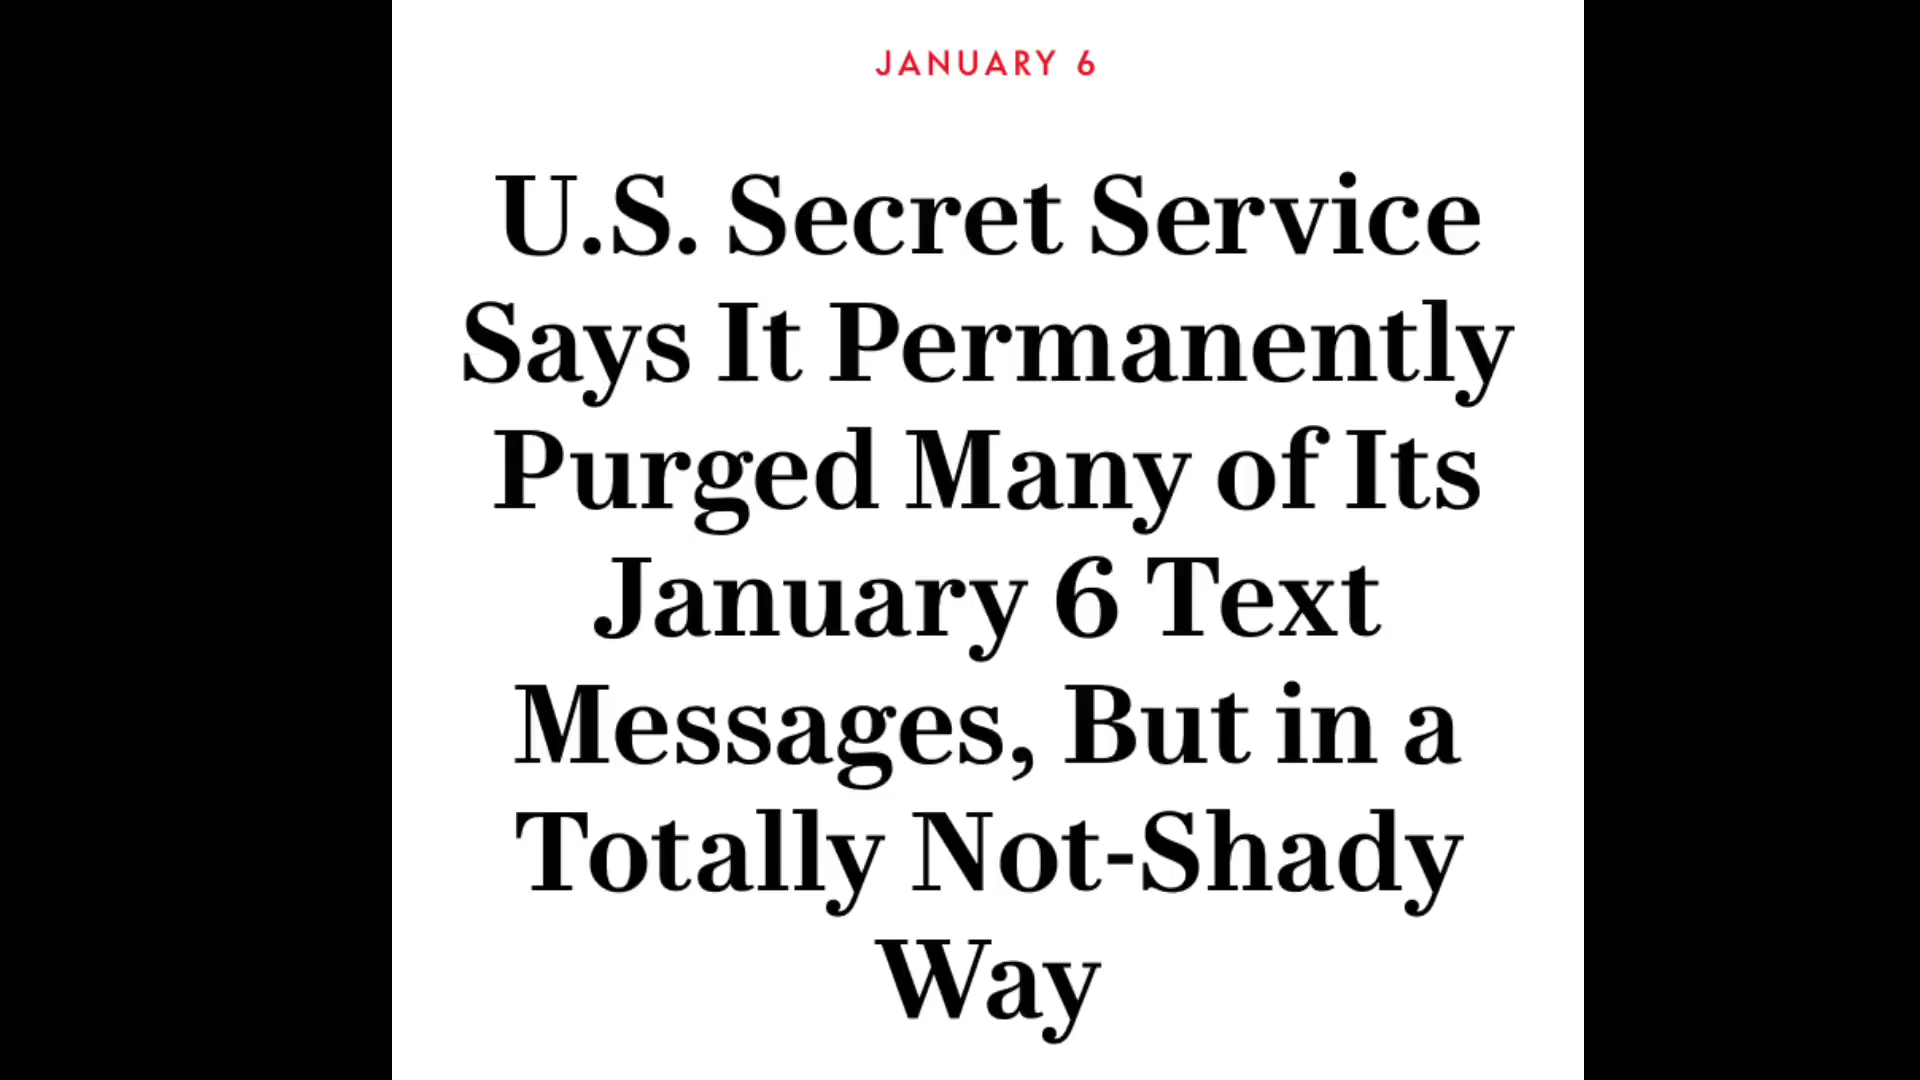 JANUARY 6
U.S. Secret Service
Says It Permanently
Purged Many of Its
January 6 Text
Messages, But in a
Totally Not-Shady
Way